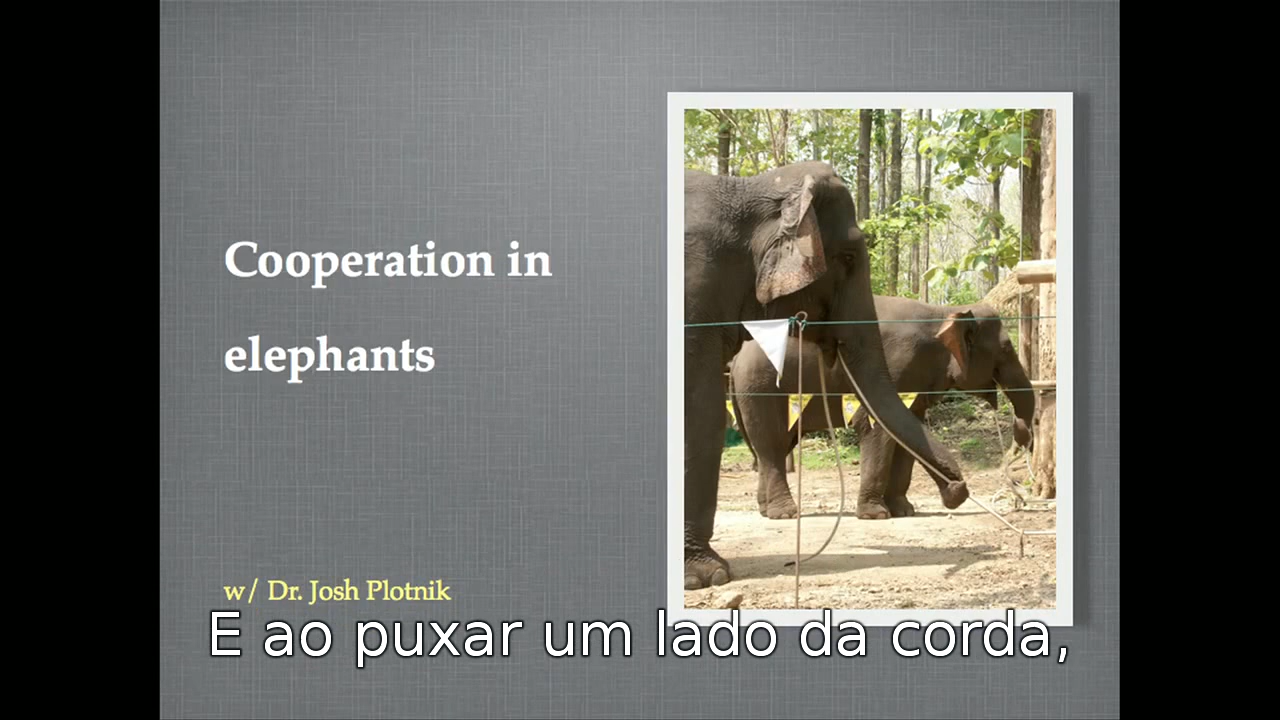 Cooperation in
elephants
w/ Dr. Josh Plotnik
E ao puxar um lado da corda,